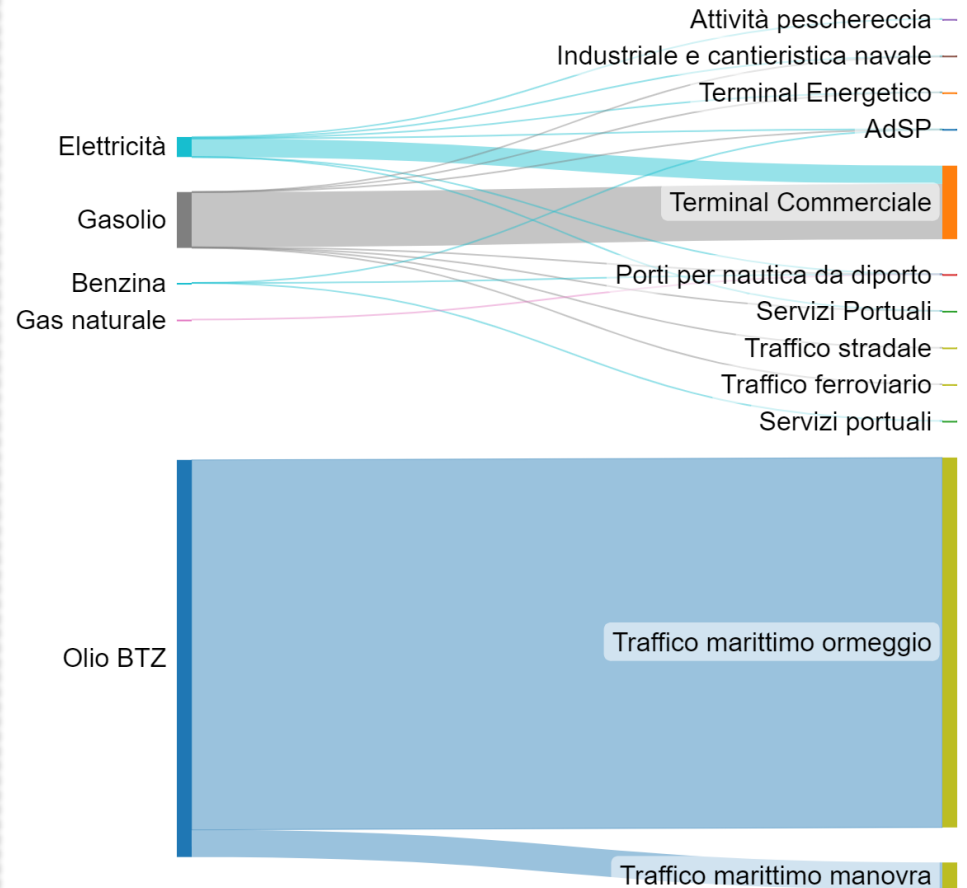 Attività peschereccia
Industriale e cantieristica navale
Terminal Energetico
AdSP
Elettricità
Terminal Commerciale
Gasolio
Porti per nautica da diporto
Benzina
Servizi Portuali
Gas naturale
Traffico stradale
Traffico ferroviario
Servizi portuali
Traffico marittimo ormeggio
Olio BTZ
Traffico marittimo manovra